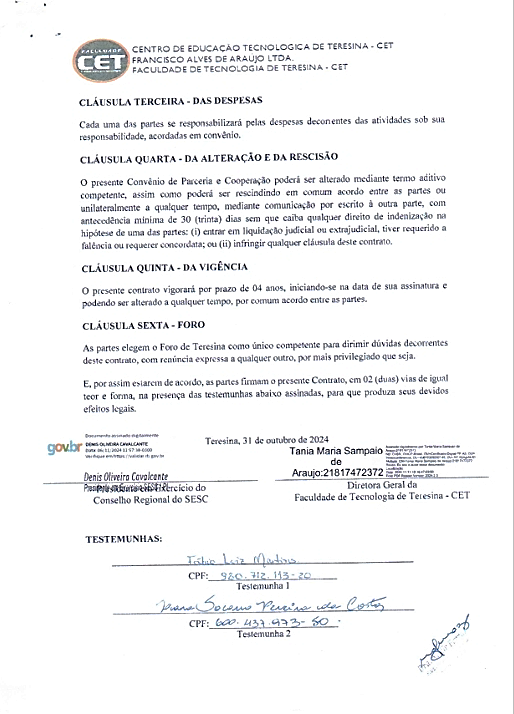 FACULDADE
CET
CENTRO DE EDUCAÇÃO TECNOLOGICA DE TERESINA - CET
FRANCISCO ALVES DE ARAUJO LTDA.
FACULDADE DE TECNOLOGIA DE TERESINA - CET
CLÁUSULA TERCEIRA - DAS DESPESAS
Cada uma das partes se responsabilizará pelas despesas decorrentes das atividades sob sua
responsabilidade, acordadas em convênio.
CLÁUSULA QUARTA - DA ALTERAÇÃO E DA RESCISÃO
O presente Convênio de Parceria e Cooperação poderá ser alterado mediante termo aditivo
competente, assim como poderá ser rescindindo em comum acordo entre as partes ou
unilateralmente a qualquer tempo, mediante comunicação por escrito à outra parte, com
antecedência mínima de 30 (trinta) dias sem que caiba qualquer direito de indenização na
hipótese de uma das partes: (i) entrar em liquidação judicial ou extrajudicial, tiver requerido a
falência ou requerer concordata; ou (ii) infringir qualquer cláusula deste contrato.
CLÁUSULA QUINTA - DA VIGÊNCIA
O presente contrato vigorará por prazo de 04 anos, iniciando-se na data de sua assinatura e
podendo ser alterado a qualquer tempo, por comum acordo entre as partes.
CLÁUSULA SEXTA - FORO
As partes elegem o Foro de Teresina como único competente para dirimir dúvidas decorrentes
deste contrato, com renúncia expressa a qualquer outro, por mais privilegiado que seja.
E, por assim estarem de acordo, as partes firmam o presente Contrato, em 02 (duas) vias de igual
teor e forma, na presença das testemunhas abaixo assinadas, para que produza seus devidos
efeitos legais.
Teresina, 31 de outubro de 2024
gov.br
Documento assinado digitalmente
DENIS OLIVEIRA CAVALCANTE
Data: 06/11/2024 11:57:38-0300
Verifique em https://validar.iti.gov.br
Denis Oliveira Cavalcante
Presidente em Exercício do
Conselho Regional do SESC
Tania Maria Sampaio
de
Araujo:21817472372
Diretora Geral da
Faculdade de Tecnologia de Teresina - CET
TESTEMUNHAS:
Fábio Luiz Martins
CPF: 980.712.113-20
Testemunha 1
Socorro Pereira da Costa
CPF: 600.437.973-50
Testemunha 2